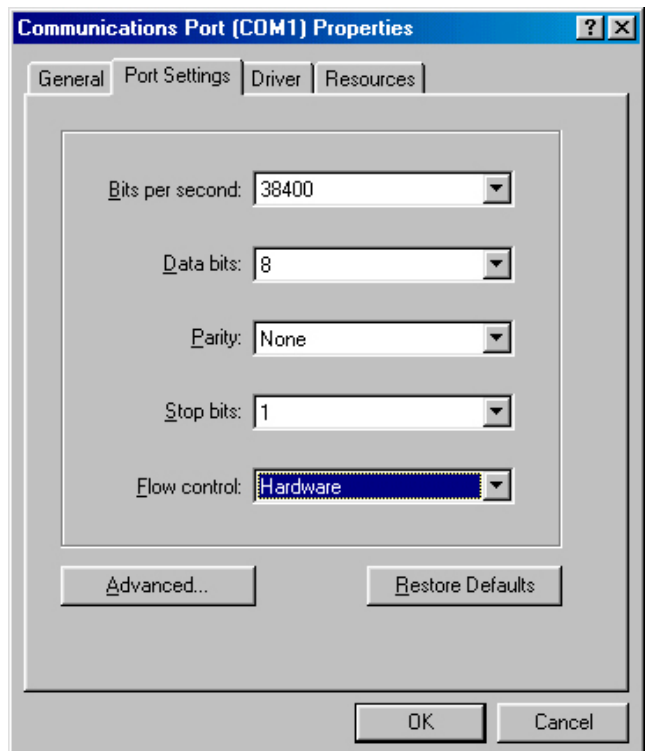 Communications Port (COM1) Properties ? ×
General Port Settings Driver Resources
Bits per second: 38400
Data bits: 8
Parity: None
Stop bits: 1
Flow control: Hardware
Advanced... Restore Defaults
OK Cancel